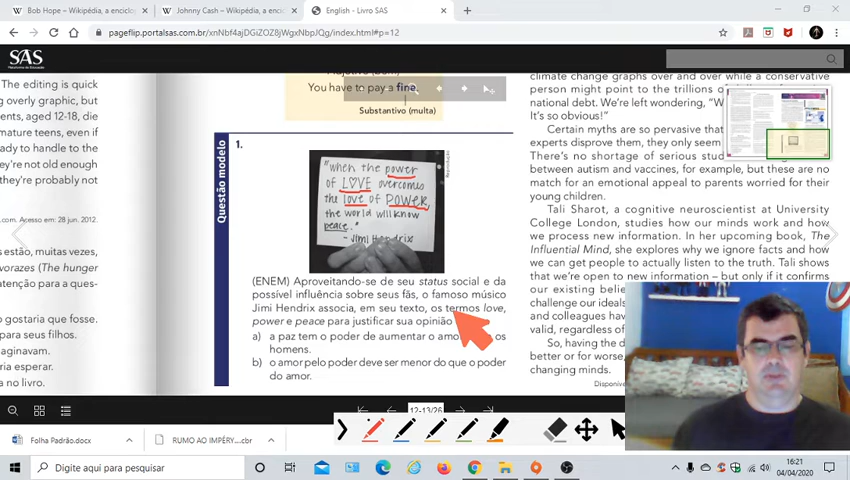 Bob Hope – Wikipédia, a enciclop
Johnny Cash – Wikipédia, a encicl
English - Livro SAS
pageflip.portalsas.com.br/xnNbf4ajDGiZOZ8jWgxNbpJQg/index.html#p=12
SAS
The editing is quick
g overly graphic, but
ents, aged 12-18, die
mature teens, even if
eady to handle to the
they're not old enough
they're probably not
.com. Acesso em: 28 jun. 2012.
s estão, muitas vezes,
vorazes (The hunger
atenção para a ques-
o gostaria que fosse.
para seus filhos.
aginavam.
ria esperar.
a no livro.
You have to pay a fine.
Substantivo (multa)
Questão modelo
1.
"when the power
of LOVE overcomes
the love of POWER,
the world will know
peace."
- Jimi Hendrix
(ENEM) Aproveitando-se de seu status social e da
possível influência sobre seus fãs, o famoso músico
Jimi Hendrix associa, em seu texto, os termos love,
power e peace para justificar sua opinião
a) a paz tem o poder de aumentar o amo os
homens.
b) o amor pelo poder deve ser menor do que o poder
do amor.
climate change graphs over and over while a conservative
person might point to the trillions of
national debt. We're left wondering, "W
It's so obvious!"
Certain myths are so pervasive that
experts disprove them, they only seem
There's no shortage of serious stud
between autism and vaccines, for example, but these are no
match for an emotional appeal to parents worried for their
young children.
Tali Sharot, a cognitive neuroscientist at University
College London, studies how our minds work and how
we process new information. In her upcoming book, The
Influential Mind, she explores why we ignore facts and how
we can get people to actually listen to the truth. Tali shows
that we're open to new information – but only if it confirms
our existing belie
challenge our ideals
and colleagues have
valid, regardless of
So, having the d
better or for worse,
changing minds.
Disponív
12-13/26
Folha Padrão.docx
RUMO AO IMPÉRY....cbr
Digite aqui para pesquisar
16:21
04/04/2020